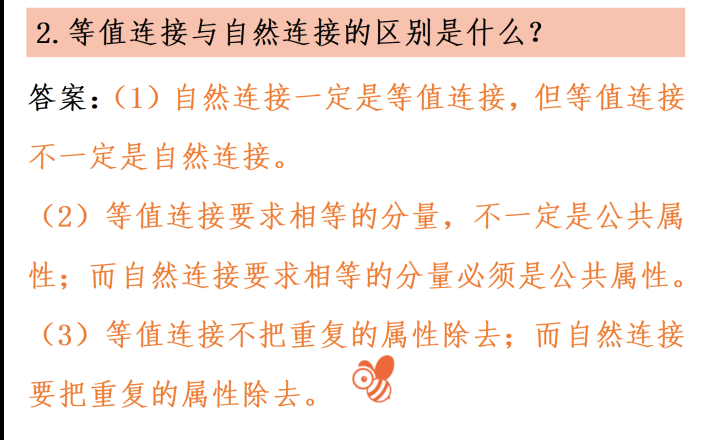 2.等值连接与自然连接的区别是什么？
答案：（1）自然连接一定是等值连接，但等值连接
不一定是自然连接。
（2）等值连接要求相等的分量，不一定是公共属
性；而自然连接要求相等的分量必须是公共属性。
（3）等值连接不把重复的属性除去；而自然连接
要把重复的属性除去。